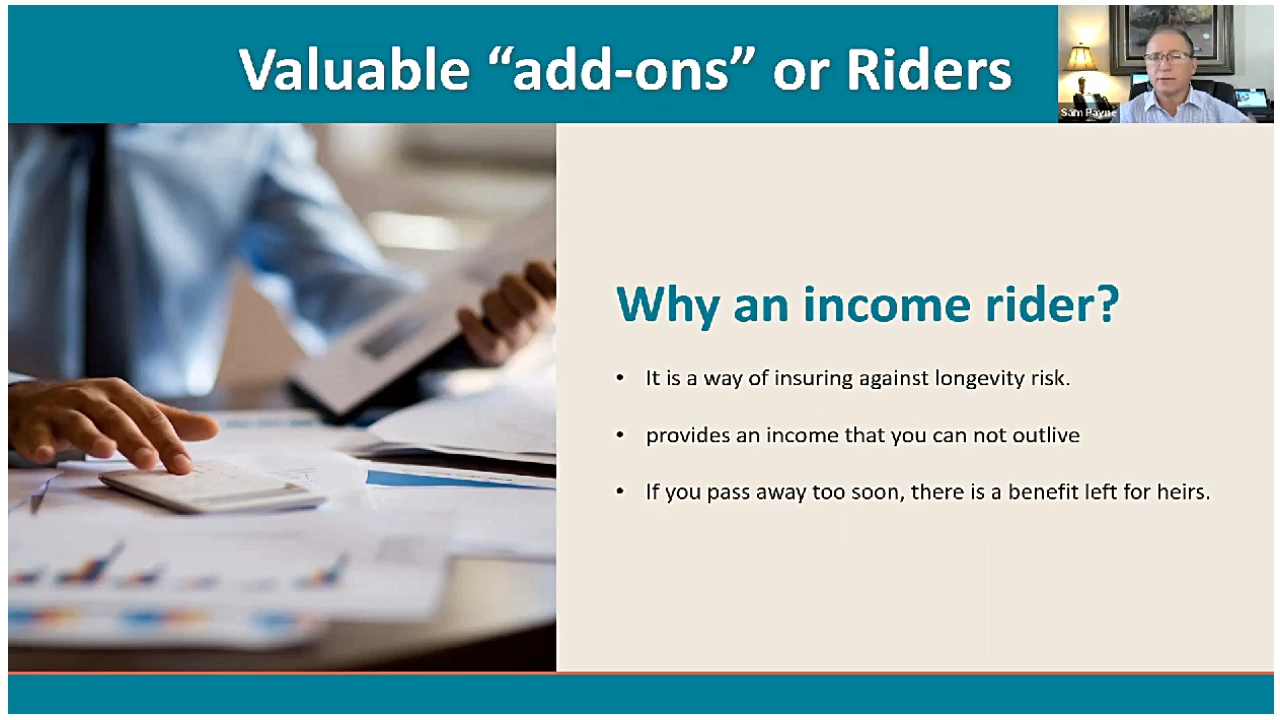 Valuable “add-ons” or Riders
Sam Payne
Why an income rider?
• It is a way of insuring against longevity risk.
• provides an income that you can not outlive
• If you pass away too soon, there is a benefit left for heirs.